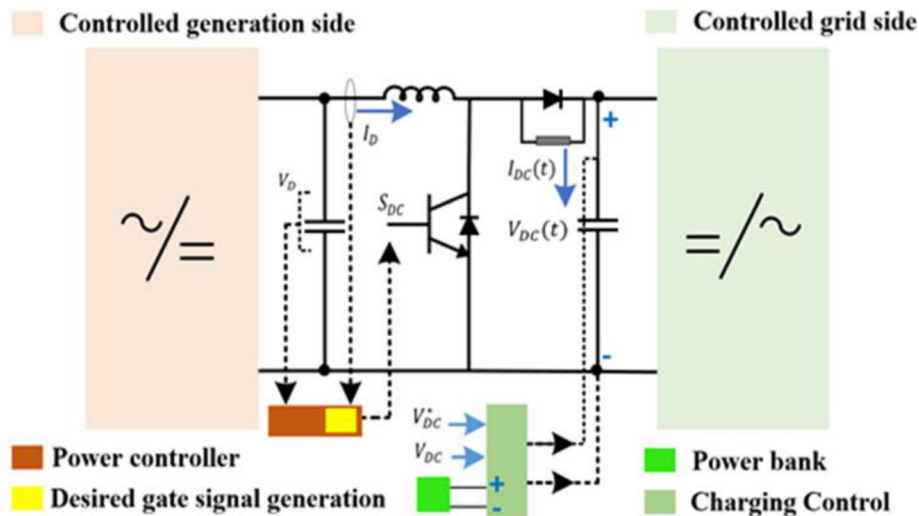 Controlled generation side
Controlled grid side
I_D
+
V_D
S_DC
I_DC(t)
V_DC(t)
~/=
=/~
-
V*_DC
V_DC
+
-
Power controller
Power bank
Desired gate signal generation
Charging Control